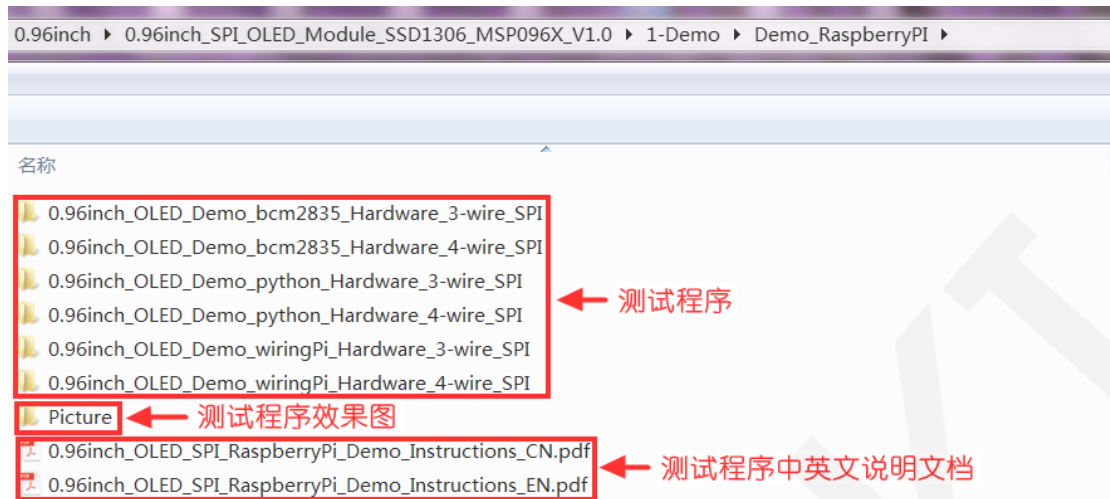 0.96inch ▸ 0.96inch_SPI_OLED_Module_SSD1306_MSP096X_V1.0 ▸ 1-Demo ▸ Demo_RaspberryPI ▸
名称
0.96inch_OLED_Demo_bcm2835_Hardware_3-wire_SPI
0.96inch_OLED_Demo_bcm2835_Hardware_4-wire_SPI
0.96inch_OLED_Demo_python_Hardware_3-wire_SPI
测试程序
0.96inch_OLED_Demo_python_Hardware_4-wire_SPI
0.96inch_OLED_Demo_wiringPi_Hardware_3-wire_SPI
0.96inch_OLED_Demo_wiringPi_Hardware_4-wire_SPI
Picture 测试程序效果图
0.96inch_OLED_SPI_RaspberryPi_Demo_Instructions_CN.pdf
测试程序中英文说明文档
0.96inch_OLED_SPI_RaspberryPi_Demo_Instructions_EN.pdf